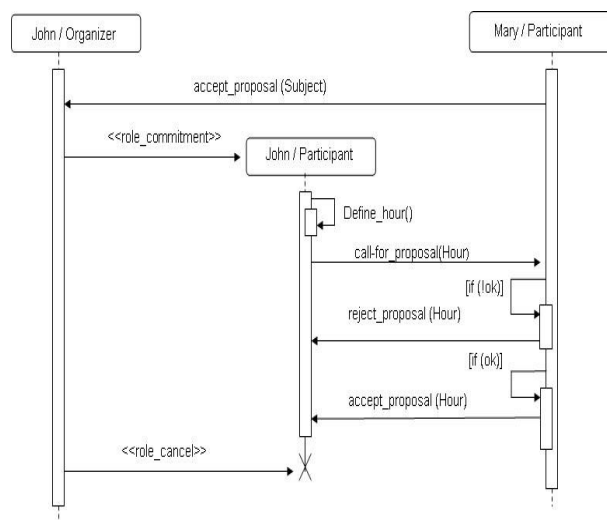 John / Organizer
Mary / Participant
accept_proposal (Subject)
<<role_commitment>>
John / Participant
Define_hour()
call-for_proposal(Hour)
[if (!ok)]
reject_proposal (Hour)
[if (ok)]
accept_proposal (Hour)
<<role_cancel>>